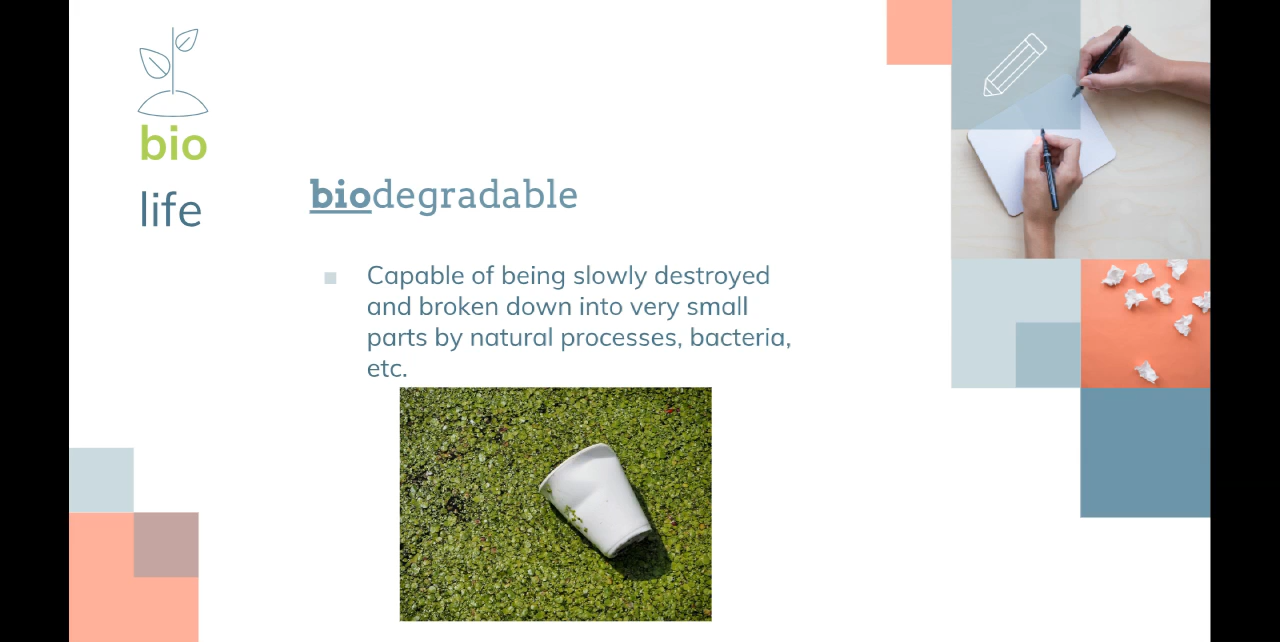 bio
life
biodegradable
Capable of being slowly destroyed
and broken down into very small
parts by natural processes, bacteria,
etc.